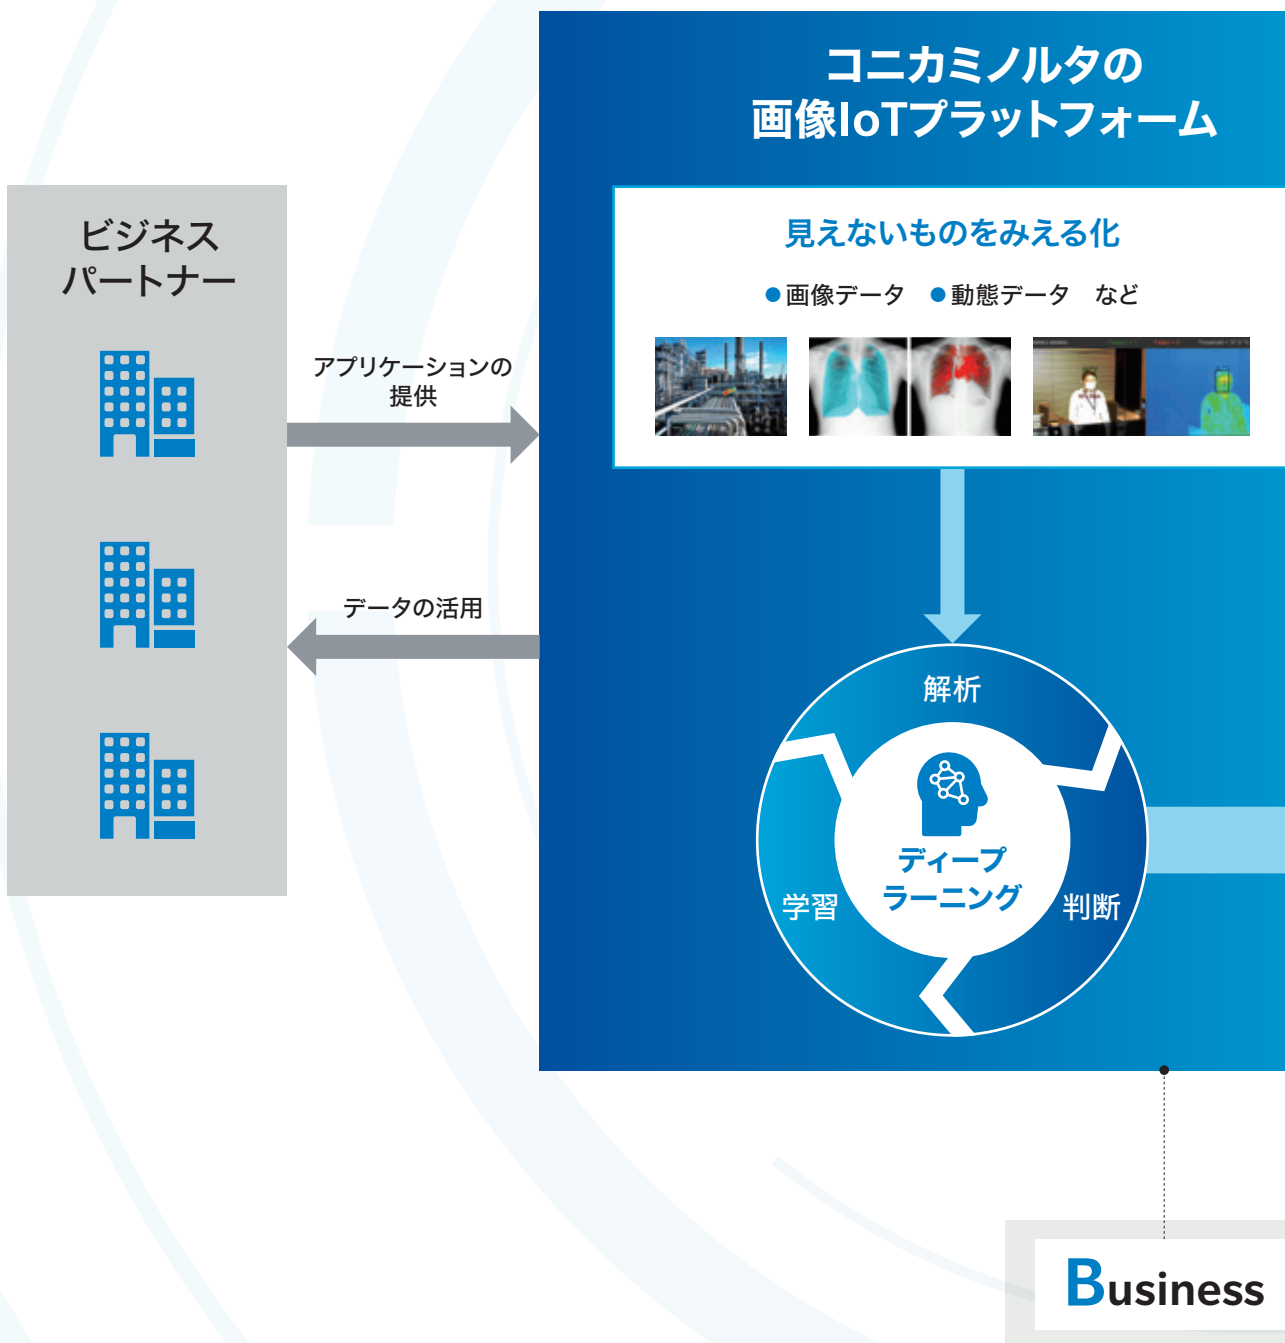 コニカミノルタの
画像IoTプラットフォーム
ビジネス
パートナー
見えないものをみえる化
●画像データ ●動態データ など
アプリケーションの
提供
データの活用
解析
ディープ
ラーニング
学習
判断
Business